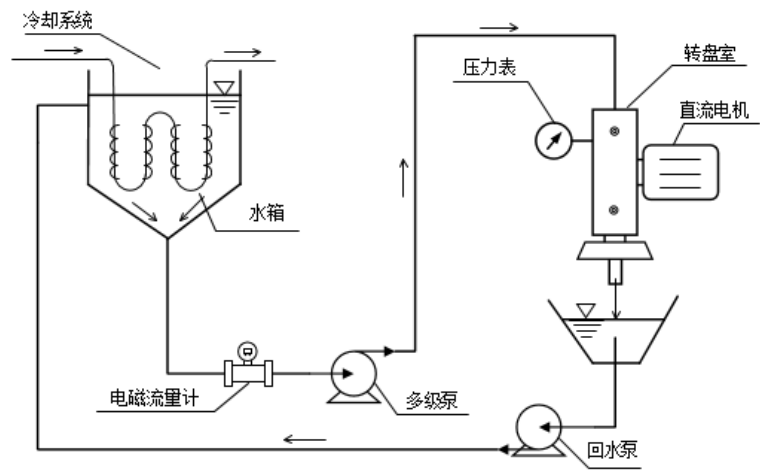 冷却系统
转盘室
压力表
直流电机
水箱
电磁流量计
多级泵
回水泵